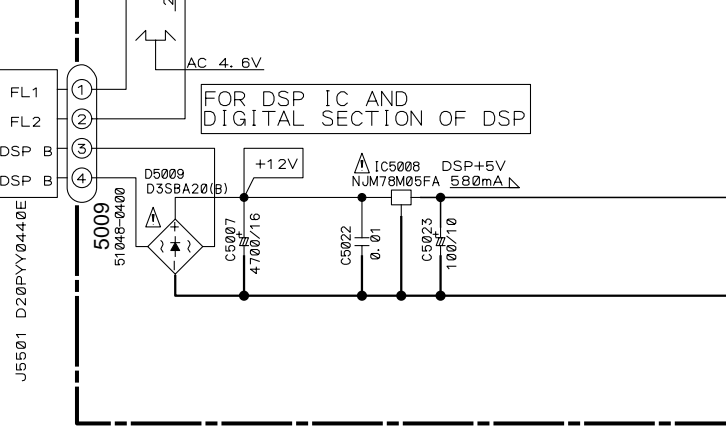 AC 4.6V
FL1
1
FL2
2
DSP B
3
DSP B
4
FOR DSP IC AND
DIGITAL SECTION OF DSP
D5009
D3SBA20(B)
+12V
IC5008
NJM78M05FA
DSP+5V
580mA
5009
51048-0400
C5007
4700/16
C5022
0.01
C5023
100/10
J5501 D20PYY0440E